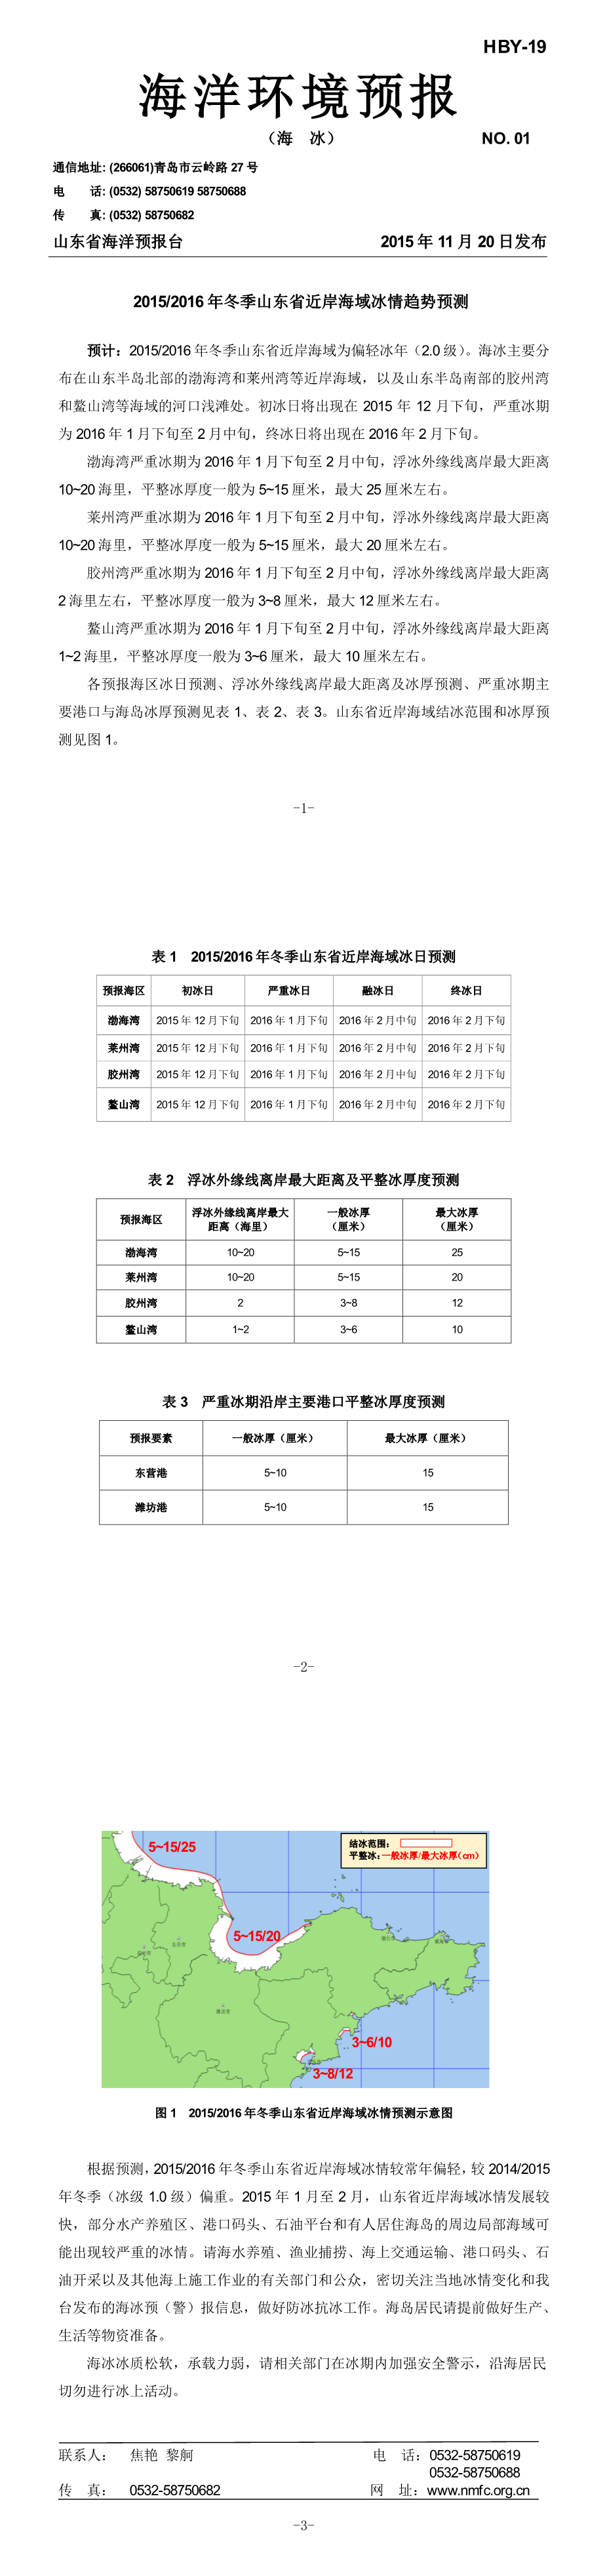 HBY-19
海洋环境预报
（海　冰）
NO. 01
通信地址: (266061)青岛市云岭路 27 号
电　　话: (0532) 58750619 58750688
传　　真: (0532) 58750682
山东省海洋预报台　2015 年 11 月 20 日发布
2015/2016 年冬季山东省近岸海域冰情趋势预测
预计：2015/2016 年冬季山东省近岸海域为偏轻冰年（2.0 级）。海冰主要分
布在山东半岛北部的渤海湾和莱州湾等近岸海域，以及山东半岛南部的胶州湾
和鳌山湾等海域的河口浅滩处。初冰日将出现在 2015 年 12 月下旬，严重冰期
为 2016 年 1 月下旬至 2 月中旬，终冰日将出现在 2016 年 2 月下旬。
渤海湾严重冰期为 2016 年 1 月下旬至 2 月中旬，浮冰外缘线离岸最大距离
10~20 海里，平整冰厚度一般为 5~15 厘米，最大 25 厘米左右。
莱州湾严重冰期为 2016 年 1 月下旬至 2 月中旬，浮冰外缘线离岸最大距离
10~20 海里，平整冰厚度一般为 5~15 厘米，最大 20 厘米左右。
胶州湾严重冰期为 2016 年 1 月下旬至 2 月中旬，浮冰外缘线离岸最大距离
2 海里左右，平整冰厚度一般为 3~8 厘米，最大 12 厘米左右。
鳌山湾严重冰期为 2016 年 1 月下旬至 2 月中旬，浮冰外缘线离岸最大距离
1~2 海里，平整冰厚度一般为 3~6 厘米，最大 10 厘米左右。
各预报海区冰日预测、浮冰外缘线离岸最大距离及冰厚预测、严重冰期主
要港口与海岛冰厚预测见表 1、表 2、表 3。山东省近岸海域结冰范围和冰厚预
测见图 1。
-1-
表 1　2015/2016 年冬季山东省近岸海域冰日预测
预报海区　初冰日　严重冰日　融冰日　终冰日
渤海湾　2015 年 12 月下旬　2016 年 1 月下旬　2016 年 2 月中旬　2016 年 2 月下旬
莱州湾　2015 年 12 月下旬　2016 年 1 月下旬　2016 年 2 月中旬　2016 年 2 月下旬
胶州湾　2015 年 12 月下旬　2016 年 1 月下旬　2016 年 2 月中旬　2016 年 2 月下旬
鳌山湾　2015 年 12 月下旬　2016 年 1 月下旬　2016 年 2 月中旬　2016 年 2 月下旬
表 2　浮冰外缘线离岸最大距离及平整冰厚度预测
预报海区　浮冰外缘线离岸最大距离（海里）　一般冰厚（厘米）　最大冰厚（厘米）
渤海湾　10~20　5~15　25
莱州湾　10~20　5~15　20
胶州湾　2　3~8　12
鳌山湾　1~2　3~6　10
表 3　严重冰期沿岸主要港口平整冰厚度预测
预报要素　一般冰厚（厘米）　最大冰厚（厘米）
东营港　5~10　15
潍坊港　5~10　15
-2-
5~15/25
结冰范围：
平整冰：一般冰厚/最大冰厚(cm)
5~15/20
3~6/10
3~8/12
图 1　2015/2016 年冬季山东省近岸海域冰情预测示意图
根据预测，2015/2016 年冬季山东省近岸海域冰情较常年偏轻，较 2014/2015
年冬季（冰级 1.0 级）偏重。2015 年 1 月至 2 月，山东省近岸海域冰情发展较
快，部分水产养殖区、港口码头、石油平台和有人居住海岛的周边局部海域可
能出现较严重的冰情。请海水养殖、渔业捕捞、海上交通运输、港口码头、石
油开采以及其他海上施工作业的有关部门和公众，密切关注当地冰情变化和我
台发布的海冰预（警）报信息，做好防冰抗冰工作。海岛居民请提前做好生产、
生活等物资准备。
海冰冰质松软，承载力弱，请相关部门在冰期内加强安全警示，沿海居民
切勿进行冰上活动。
联系人：　焦艳 黎舸　电　话：0532-58750619
0532-58750688
传　真：　0532-58750682　网　址：www.nmfc.org.cn
-3-